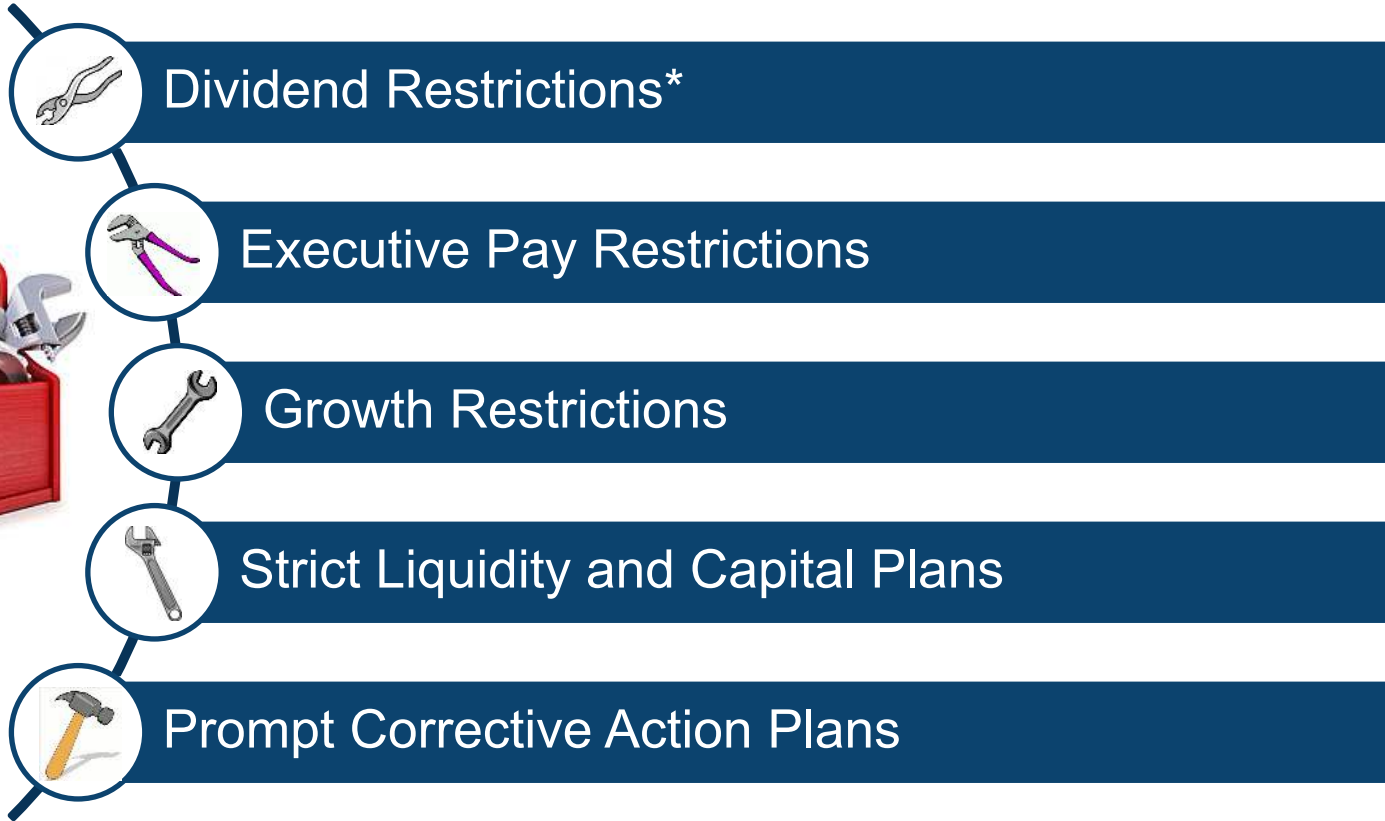 Dividend Restrictions*
Executive Pay Restrictions
Growth Restrictions
Strict Liquidity and Capital Plans
Prompt Corrective Action Plans